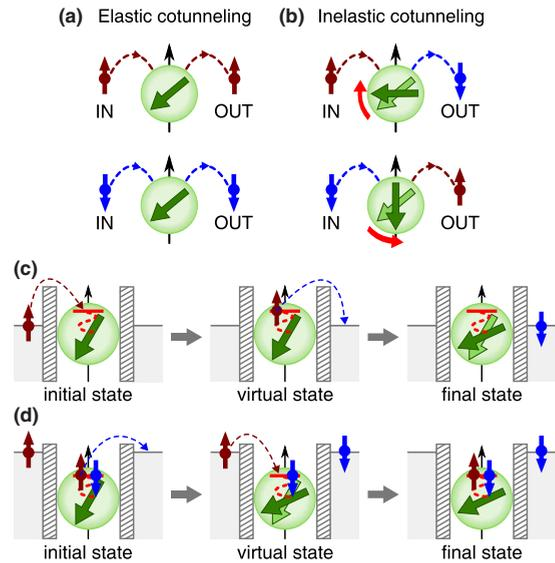 (a) Elastic cotunneling (b) Inelastic cotunneling
IN OUT IN OUT
IN OUT IN OUT
(c)
initial state virtual state final state
(d)
initial state virtual state final state